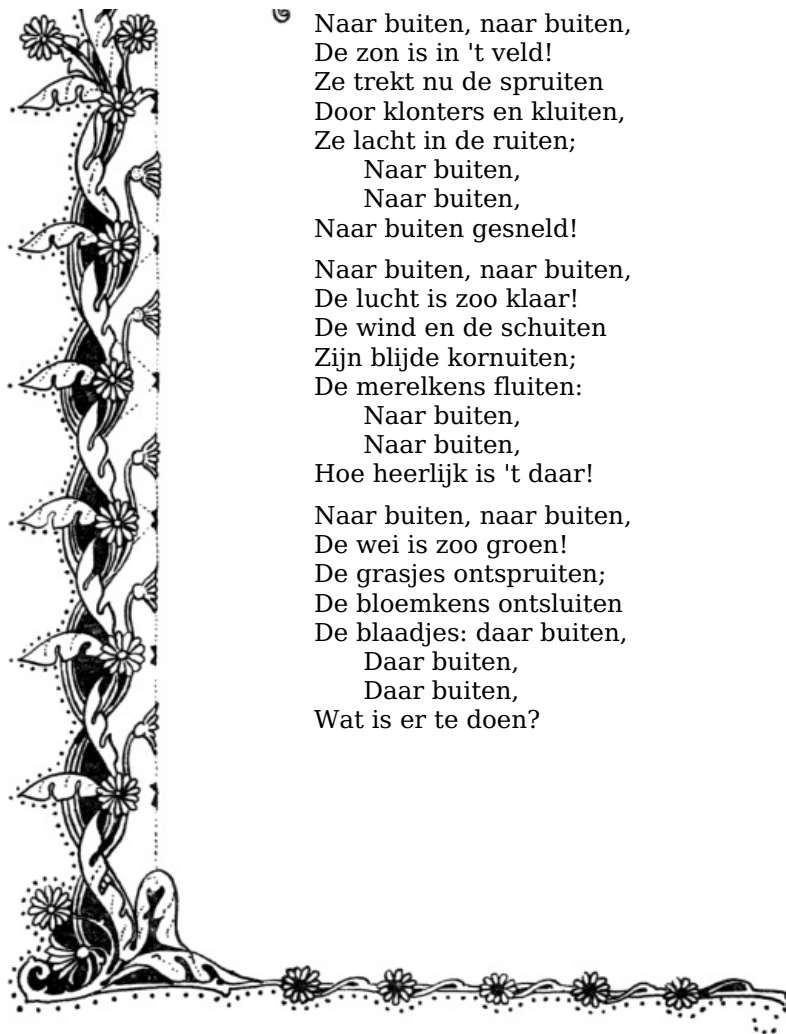 Naar buiten, naar buiten,
De zon is in 't veld!
Ze trekt nu de spruiten
Door klonters en kluiten,
Ze lacht in de ruiten;
Naar buiten,
Naar buiten,
Naar buiten gesneld!
Naar buiten, naar buiten,
De lucht is zoo klaar!
De wind en de schuiten
Zijn blijde kornuiten;
De merelkens fluiten:
Naar buiten,
Naar buiten,
Hoe heerlijk is 't daar!
Naar buiten, naar buiten,
De wei is zoo groen!
De grasjes ontspruiten;
De bloemkens ontsluiten
De blaadjes: daar buiten,
Daar buiten,
Daar buiten,
Wat is er te doen?